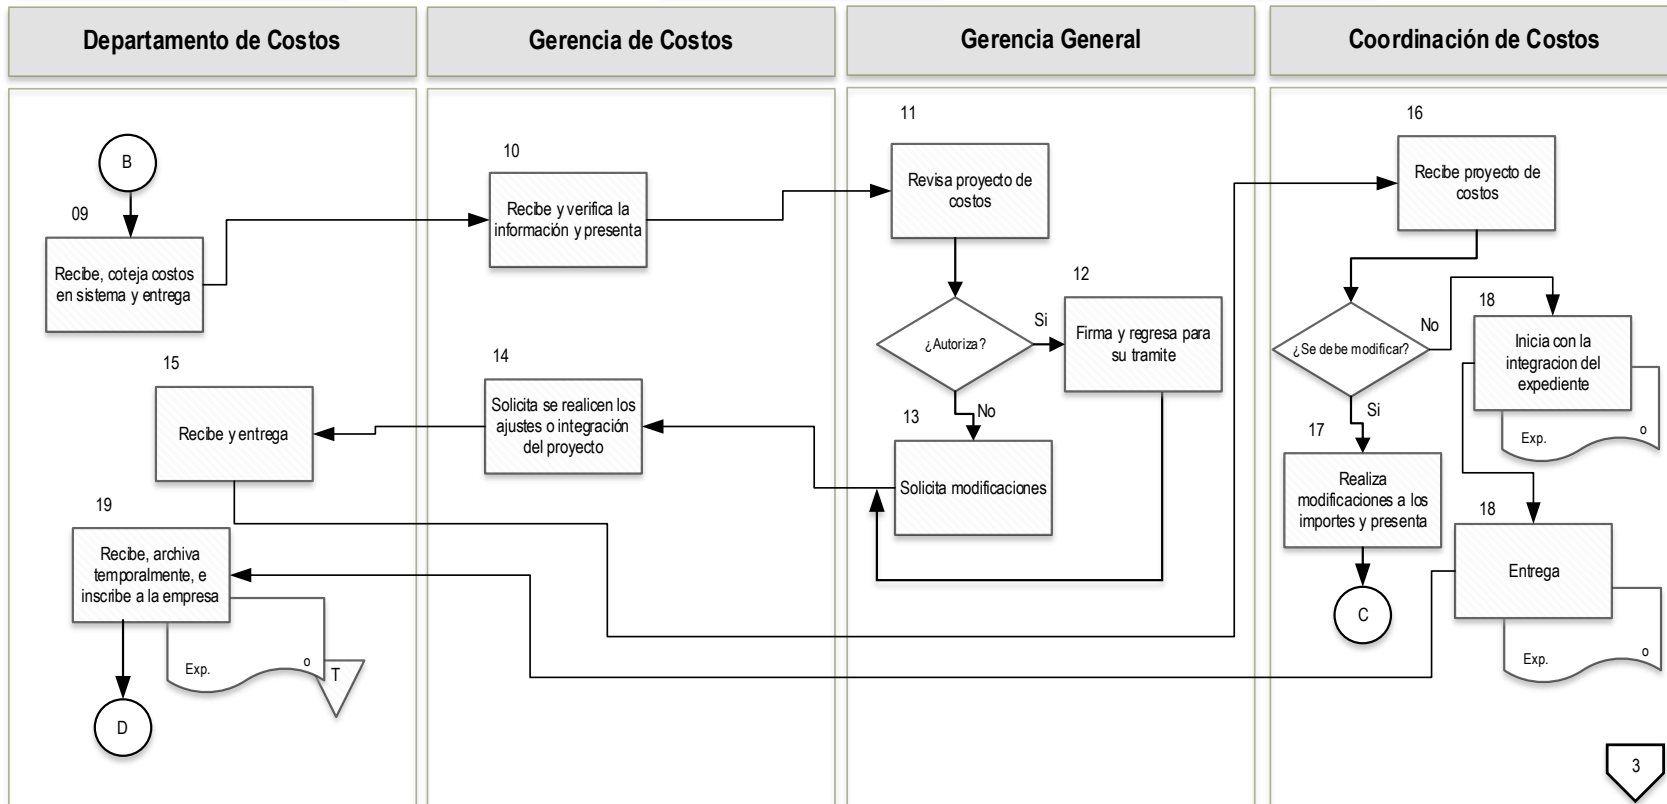 Departamento de Costos
Gerencia de Costos
Gerencia General
Coordinación de Costos
B
09
Recibe, coteja costos
en sistema y entrega
15
Recibe y entrega
19
Recibe, archiva
temporalmente, e
inscribe a la empresa
Exp.
o
T
D
10
Recibe y verifica la
información y presenta
14
Solicita se realicen los
ajustes o integración
del proyecto
11
Revisa proyecto de
costos
¿Autoriza?
Si
12
Firma y regresa para
su tramite
No
13
Solicita modificaciones
16
Recibe proyecto de
costos
¿Se debe modificar?
No
18
Inicia con la
integracion del
expediente
Exp.
o
Si
17
Realiza
modificaciones a los
importes y presenta
C
18
Entrega
Exp.
o
3